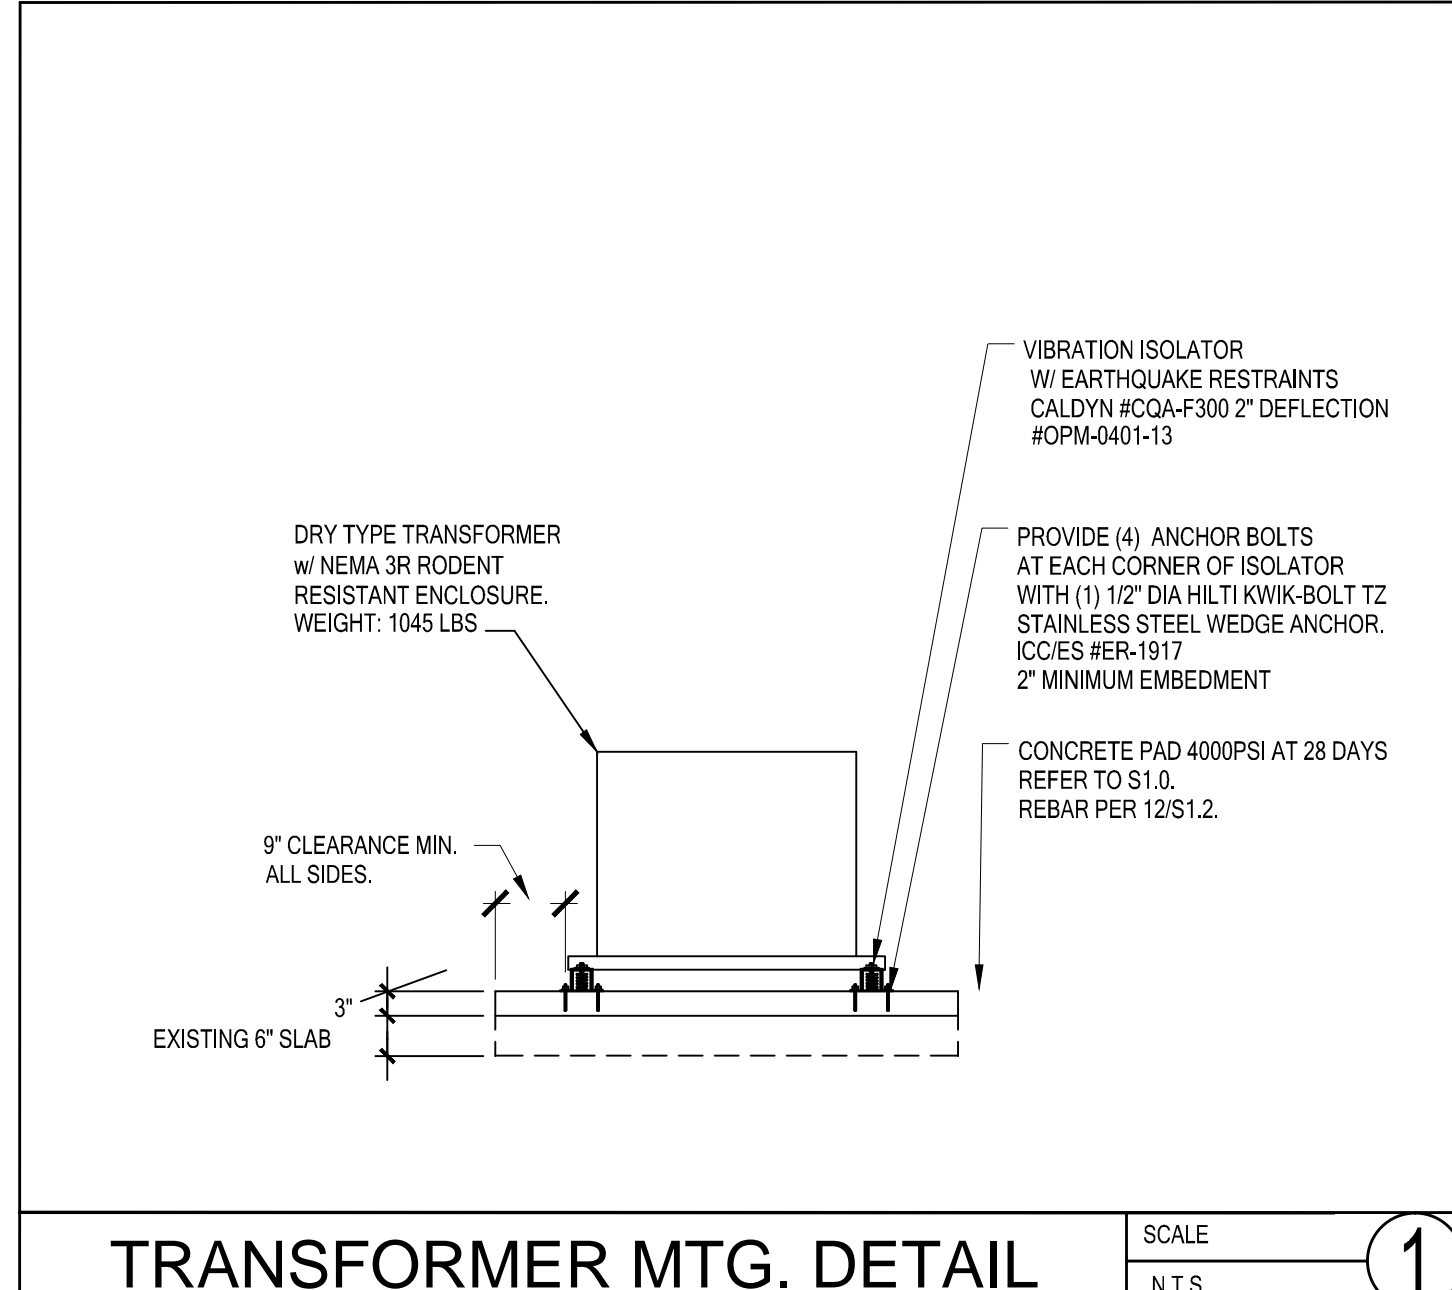 VIBRATION ISOLATOR
W/ EARTHQUAKE RESTRAINTS
CALDYN #CQA-F300 2" DEFLECTION
#OPM-0401-13
DRY TYPE TRANSFORMER
w/ NEMA 3R RODENT
RESISTANT ENCLOSURE.
WEIGHT: 1045 LBS
PROVIDE (4) ANCHOR BOLTS
AT EACH CORNER OF ISOLATOR
WITH (1) 1/2" DIA HILTI KWIK-BOLT TZ
STAINLESS STEEL WEDGE ANCHOR.
ICC/ES #ER-1917
2" MINIMUM EMBEDMENT
CONCRETE PAD 4000PSI AT 28 DAYS
REFER TO S1.0.
REBAR PER 12/S1.2.
9" CLEARANCE MIN.
ALL SIDES.
3"
EXISTING 6" SLAB
TRANSFORMER MTG. DETAIL
SCALE
N.T.S.
1